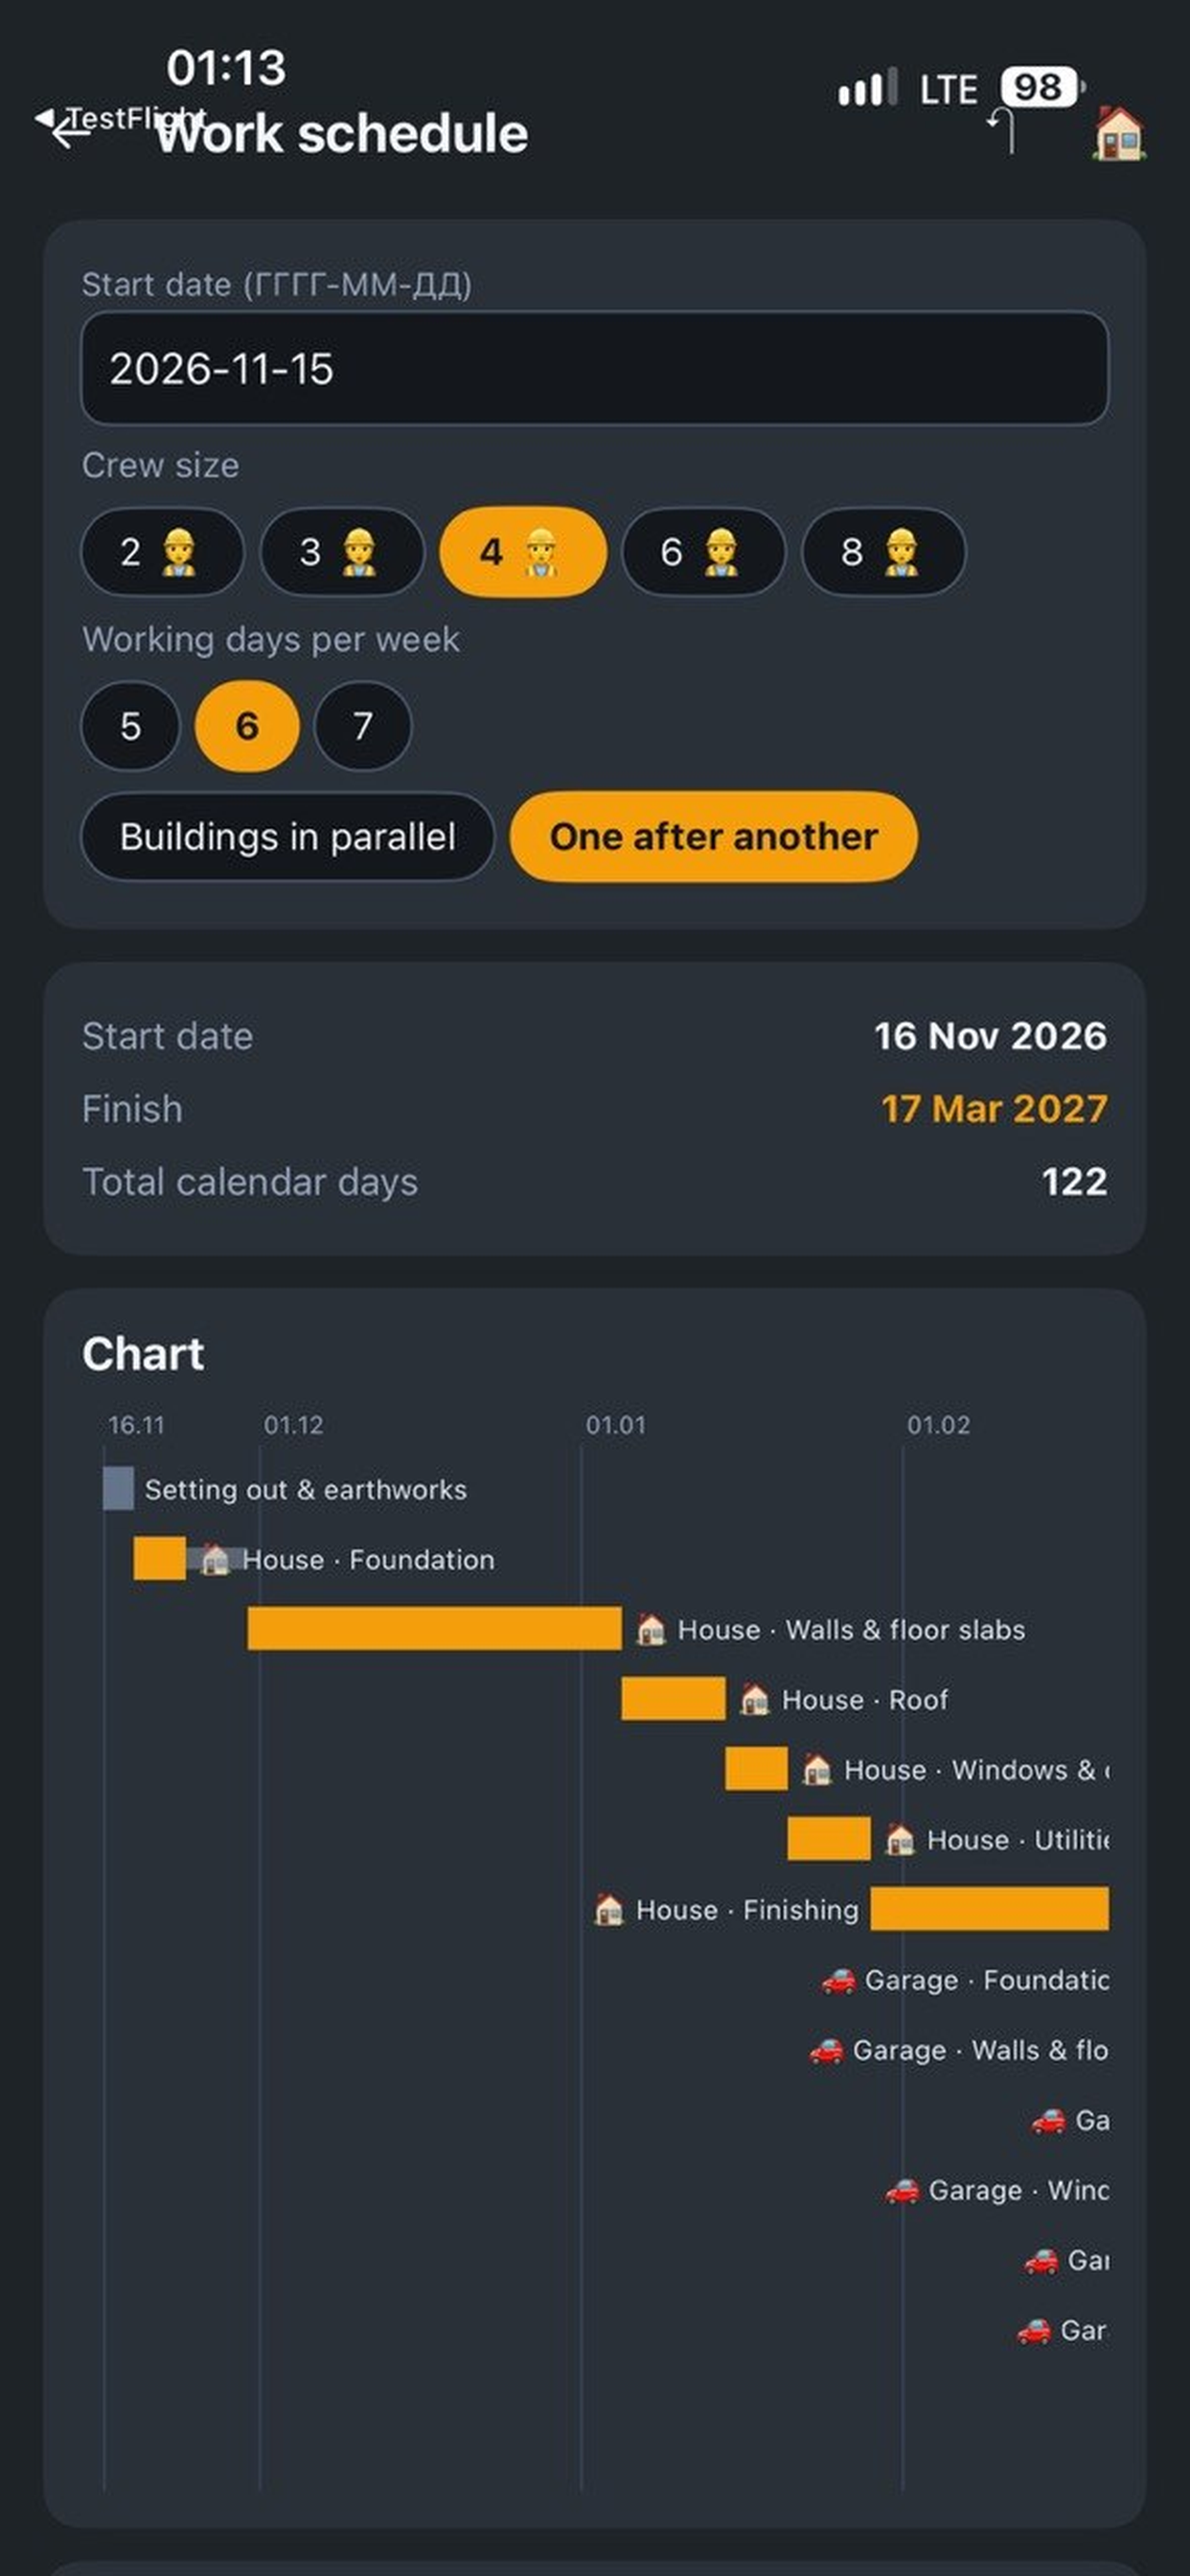 01:13
LTE 98
TestFlight
Work schedule
Start date (ГГГГ-ММ-ДД)
2026-11-15
Crew size
2 3 4 6 8
Working days per week
5 6 7
Buildings in parallel One after another
Start date 16 Nov 2026
Finish 17 Mar 2027
Total calendar days 122
Chart
16.11 01.12 01.01 01.02
Setting out & earthworks
House · Foundation
House · Walls & floor slabs
House · Roof
House · Windows &
House · Utilitie
House · Finishing
Garage · Foundatic
Garage · Walls & flo
Ga
Garage · Winc
Gar
Gar